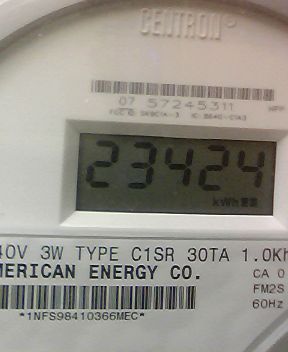 CENTRON®
07 57245311
23424
kWh
40V 3W TYPE C1SR 30TA 1.0Kh
MERICAN ENERGY CO.
CA 0
FM2S
60Hz
*1NFS98410366MEC*